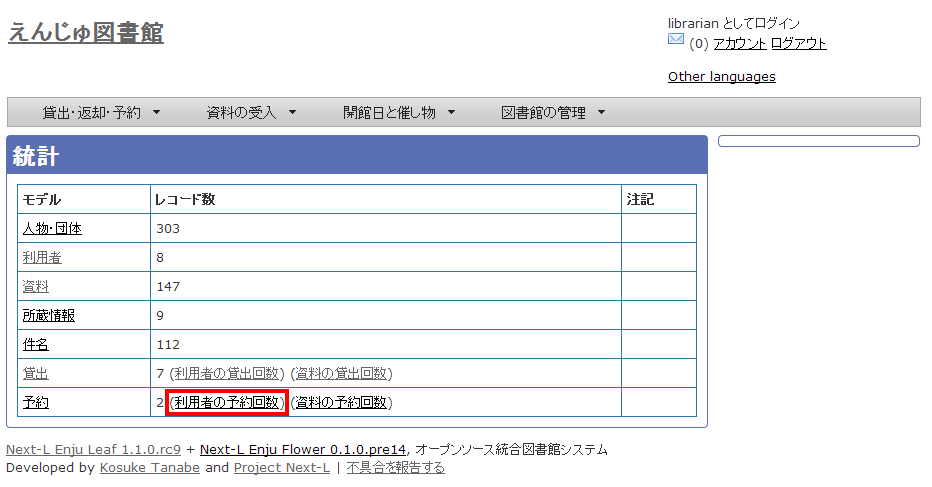 えんじゅ図書館
librarian としてログイン
(0) アカウント ログアウト
Other languages
貸出・返却・予約 資料の受入 開館日と催し物 図書館の管理
統計
モデル レコード数 注記
人物・団体 303
利用者 8
資料 147
所蔵情報 9
件名 112
貸出 7 (利用者の貸出回数) (資料の貸出回数)
予約 2 (利用者の予約回数) (資料の予約回数)
Next-L Enju Leaf 1.1.0.rc9 + Next-L Enju Flower 0.1.0.pre14, オープンソース統合図書館システム
Developed by Kosuke Tanabe and Project Next-L | 不具合を報告する